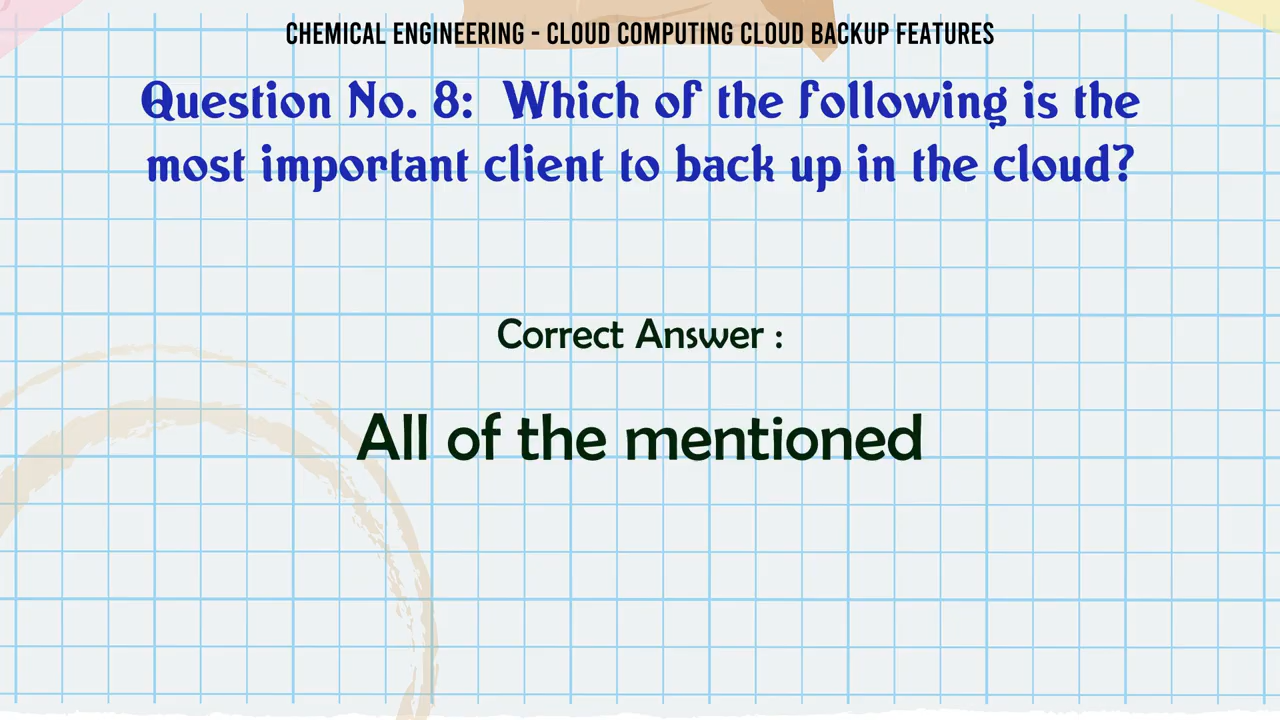 CHEMICAL ENGINEERING - CLOUD COMPUTING CLOUD BACKUP FEATURES
Question No. 8: Which of the following is the
most important client to back up in the cloud?
Correct Answer :
All of the mentioned